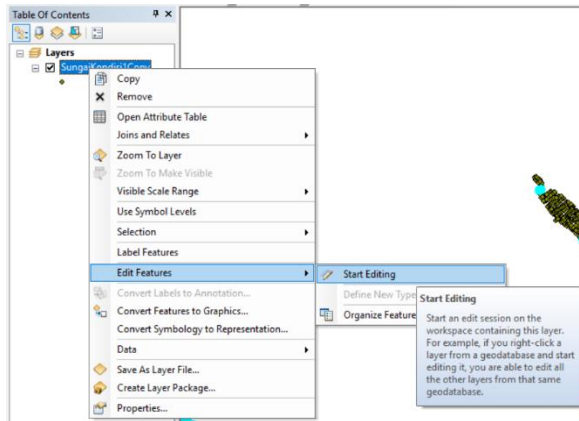 Table Of Contents
Layers
SungaiKondisi1Copy
Copy
Remove
Open Attribute Table
Joins and Relates
Zoom To Layer
Zoom To Make Visible
Visible Scale Range
Use Symbol Levels
Selection
Label Features
Edit Features
Convert Labels to Annotation...
Convert Features to Graphics...
Convert Symbology to Representation...
Data
Save As Layer File...
Create Layer Package...
Properties...
Start Editing
Define New Type
Organize Feature
Start Editing
Start an edit session on the
workspace containing this layer.
For example, if you right-click a
layer from a geodatabase and start
editing it, you are able to edit all
the other layers from that same
geodatabase.